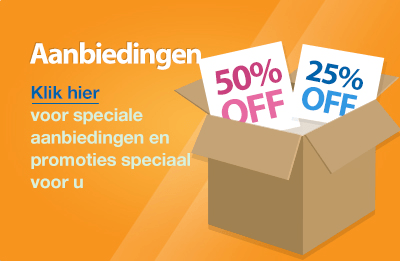 Aanbiedingen
Klik hier
voor speciale
aanbiedingen en
promoties speciaal
voor u
50%
OFF
25%
OFF